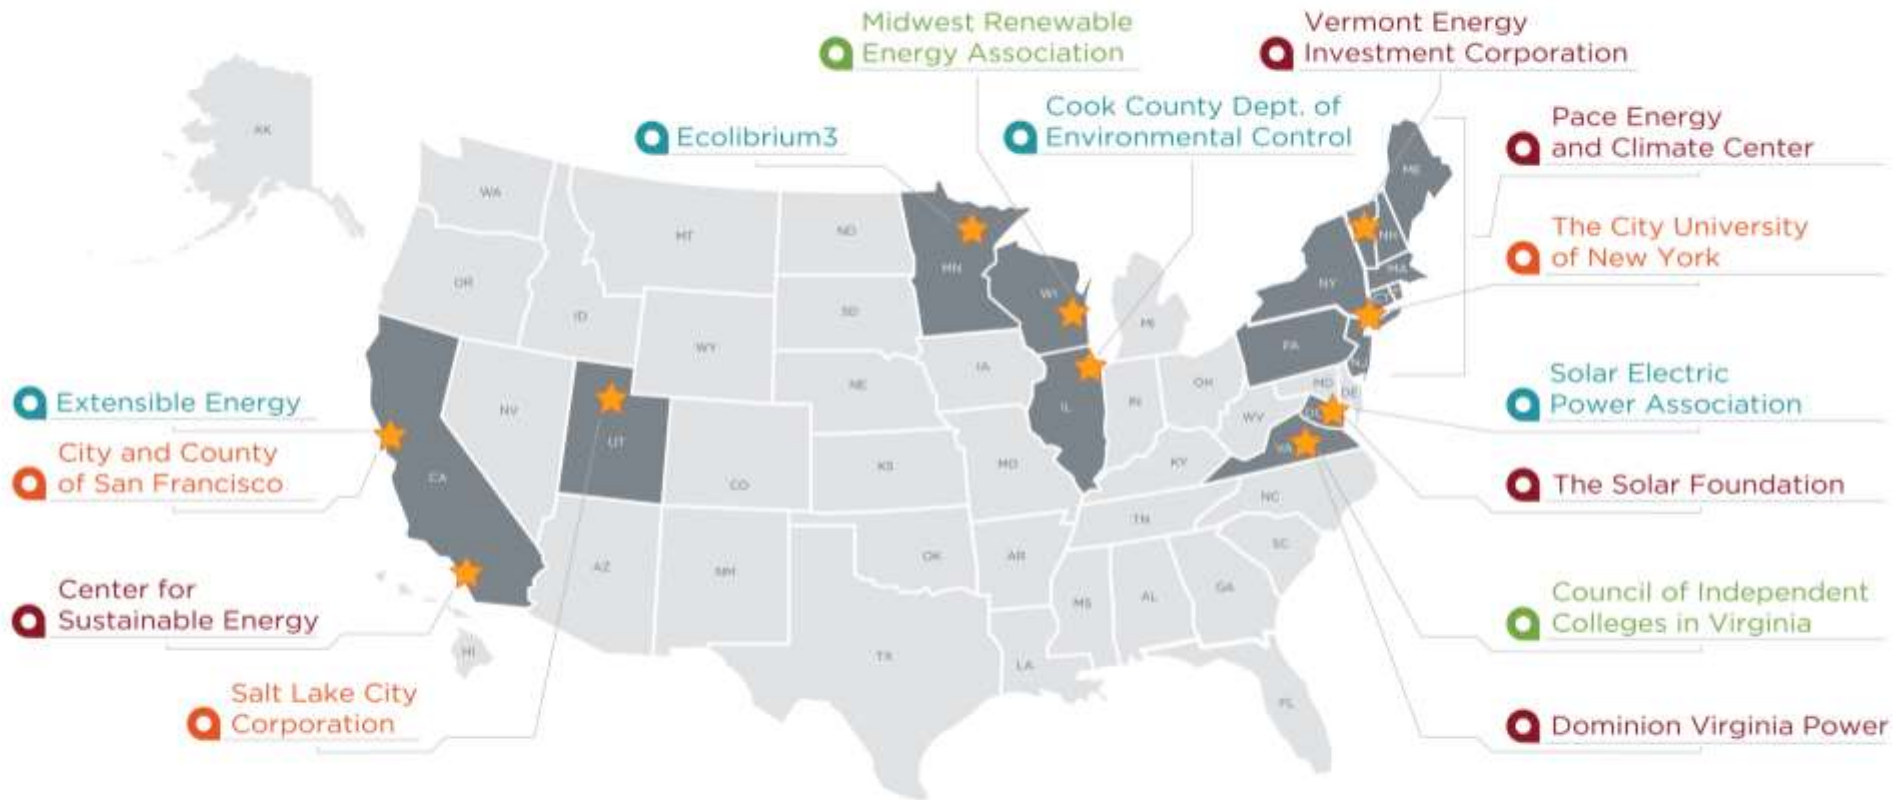 Midwest Renewable
Energy Association
Vermont Energy
Investment Corporation
Cook County Dept. of
Environmental Control
Ecolibrium3
Pace Energy
and Climate Center
The City University
of New York
Solar Electric
Power Association
The Solar Foundation
Council of Independent
Colleges in Virginia
Dominion Virginia Power
Extensible Energy
City and County
of San Francisco
Center for
Sustainable Energy
Salt Lake City
Corporation
AK
WA
OR
ID
MT
ND
SD
WY
NE
NV
UT
CO
CA
AZ
NM
KS
OK
TX
MN
WI
IA
IL
MO
AR
LA
MI
IN
OH
KY
TN
MS
AL
GA
FL
SC
NC
VA
WV
MD
DE
DC
PA
NJ
NY
NH
MA
ME
HI